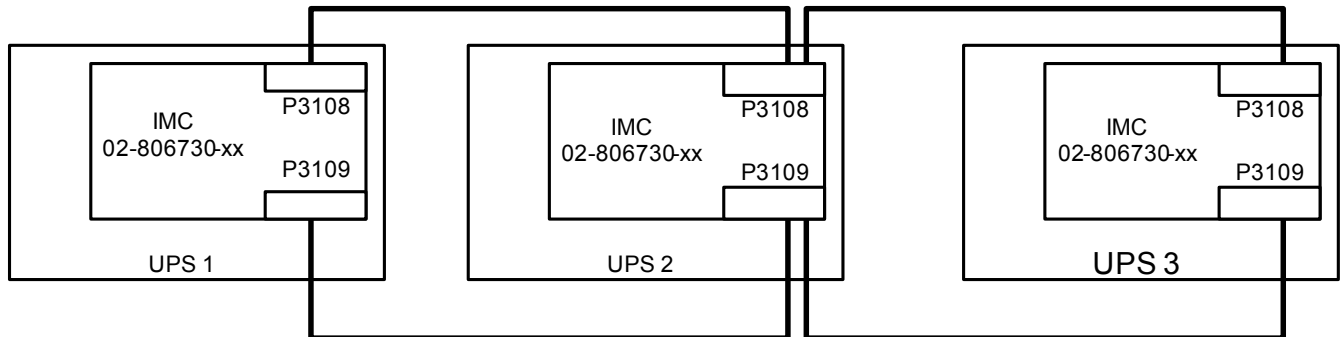 P3108
IMC
02-806730-xx
P3109
UPS 1
P3108
IMC
02-806730-xx
P3109
UPS 2
P3108
IMC
02-806730-xx
P3109
UPS 3